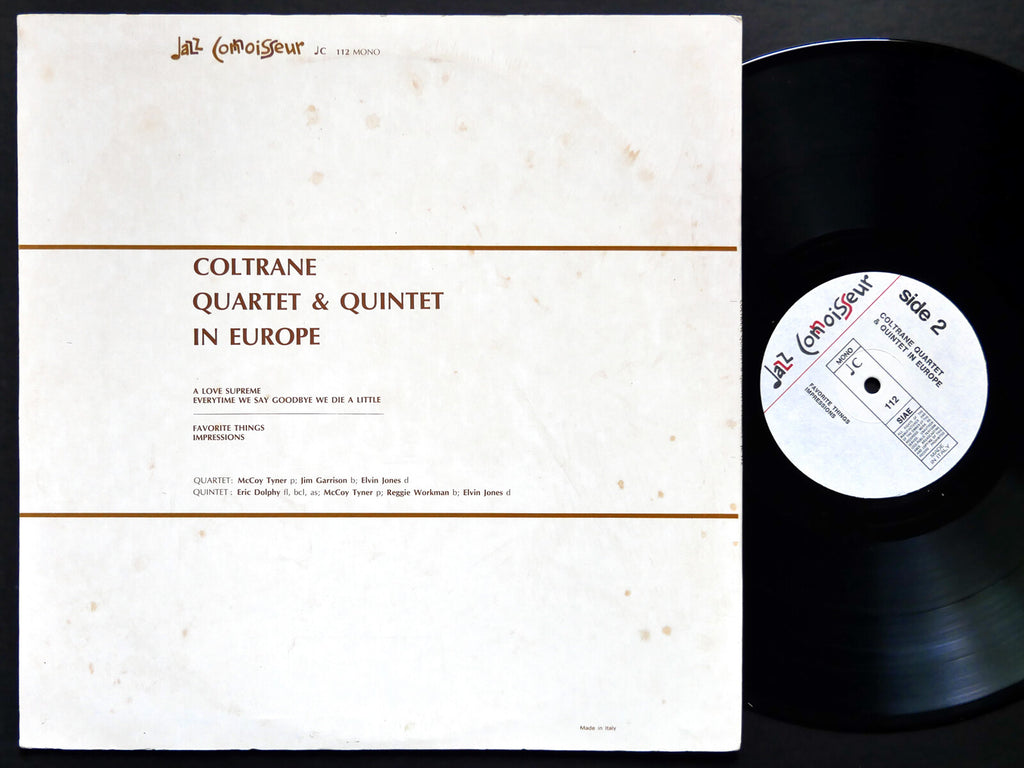 Jazz Connoisseur JC 112 MONO
COLTRANE
QUARTET & QUINTET
IN EUROPE
A LOVE SUPREME
EVERYTIME WE SAY GOODBYE WE DIE A LITTLE
FAVORITE THINGS
IMPRESSIONS
QUARTET: McCoy Tyner p; Jim Garrison b; Elvin Jones d
QUINTET: Eric Dolphy fl, bcl, as; McCoy Tyner p; Reggie Workman b; Elvin Jones d
Made in Italy
Jazz Connoisseur
side 2
COLTRANE QUARTET
& QUINTET IN EUROPE
MONO
JC
112
SIAE
MADE
IN ITALY
FAVORITE THINGS
IMPRESSIONS